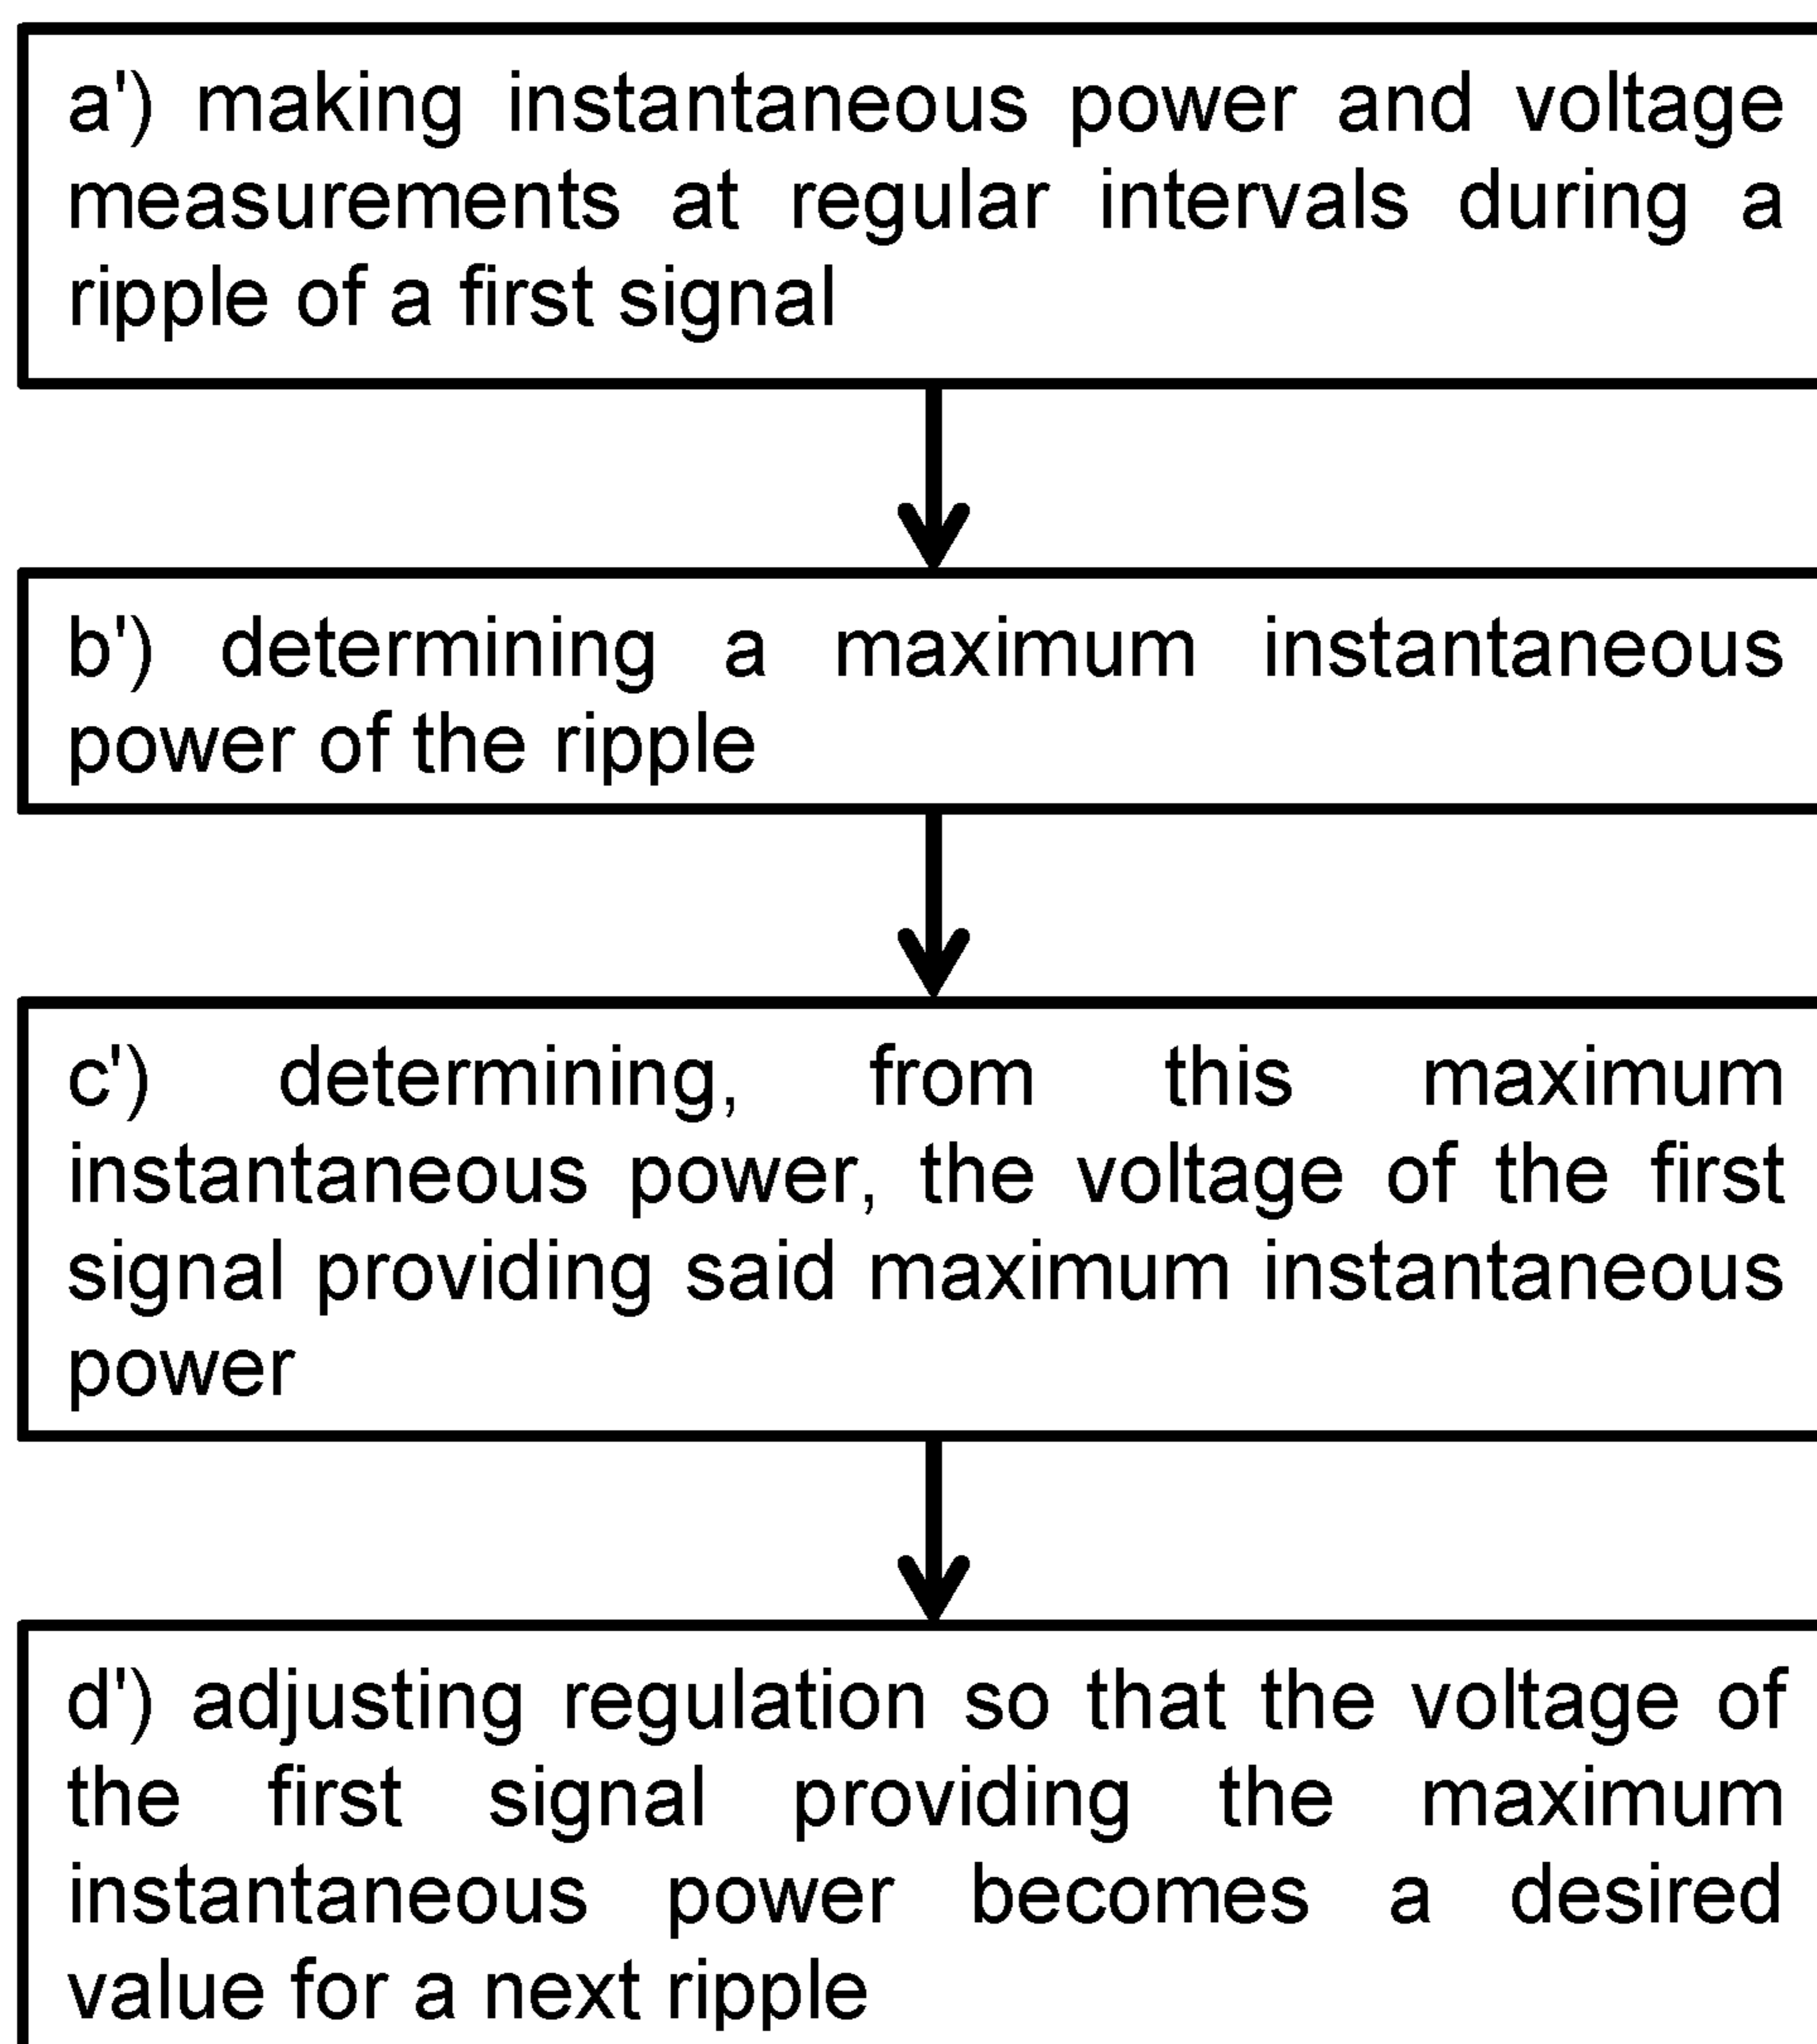 a') making instantaneous power and voltage
measurements at regular intervals during a
ripple of a first signal
b') determining a maximum instantaneous
power of the ripple
c') determining, from this maximum
instantaneous power, the voltage of the first
signal providing said maximum instantaneous
power
d') adjusting regulation so that the voltage of
the first signal providing the maximum
instantaneous power becomes a desired
value for a next ripple